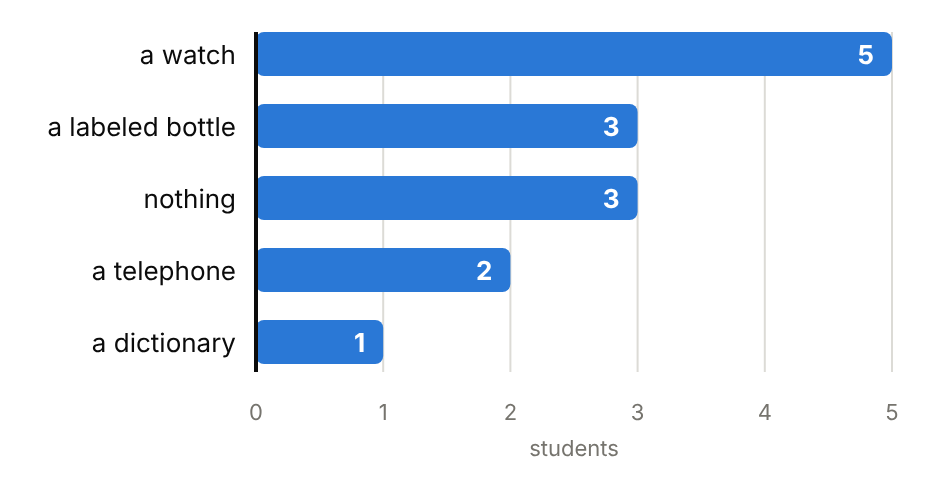 a watch 5
a labeled bottle 3
nothing 3
a telephone 2
a dictionary 1
0 1 2 3 4 5
students